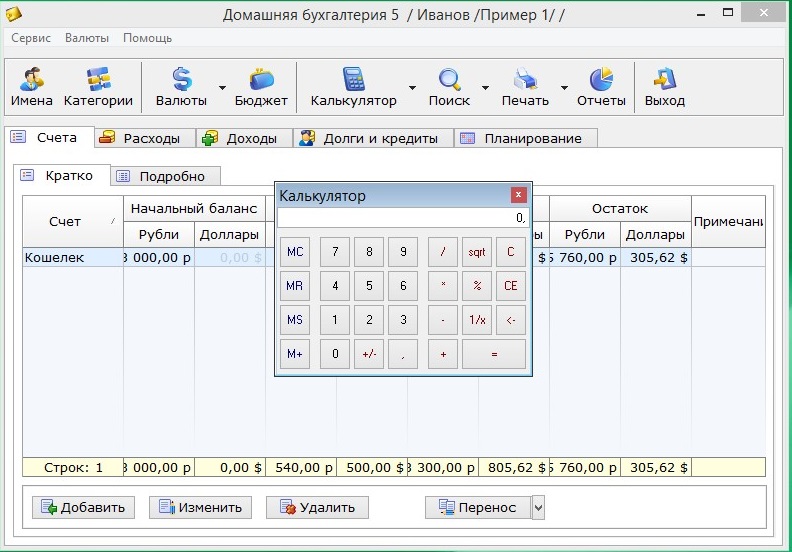 Домашняя бухгалтерия 5 / Иванов /Пример 1/ /
Сервис Валюты Помощь
Имена Категории Валюты Бюджет Калькулятор Поиск Печать Отчеты Выход
Счета Расходы Доходы Долги и кредиты Планирование
Кратко Подробно
Калькулятор x
0,
Счет / Начальный баланс Остаток Примечани
Рубли Доллары ры Рубли Доллары
Кошелек 3 000,00 р 0,00 $ $ 5 760,00 р 305,62 $
MC 7 8 9 / sqrt C
MR 4 5 6 * % CE
MS 1 2 3 - 1/x <-
M+ 0 +/- , + =
Строк: 1 3 000,00 р 0,00 $ 540,00 р 500,00 $ 3 300,00 р 805,62 $ 5 760,00 р 305,62 $
Добавить Изменить Удалить Перенос